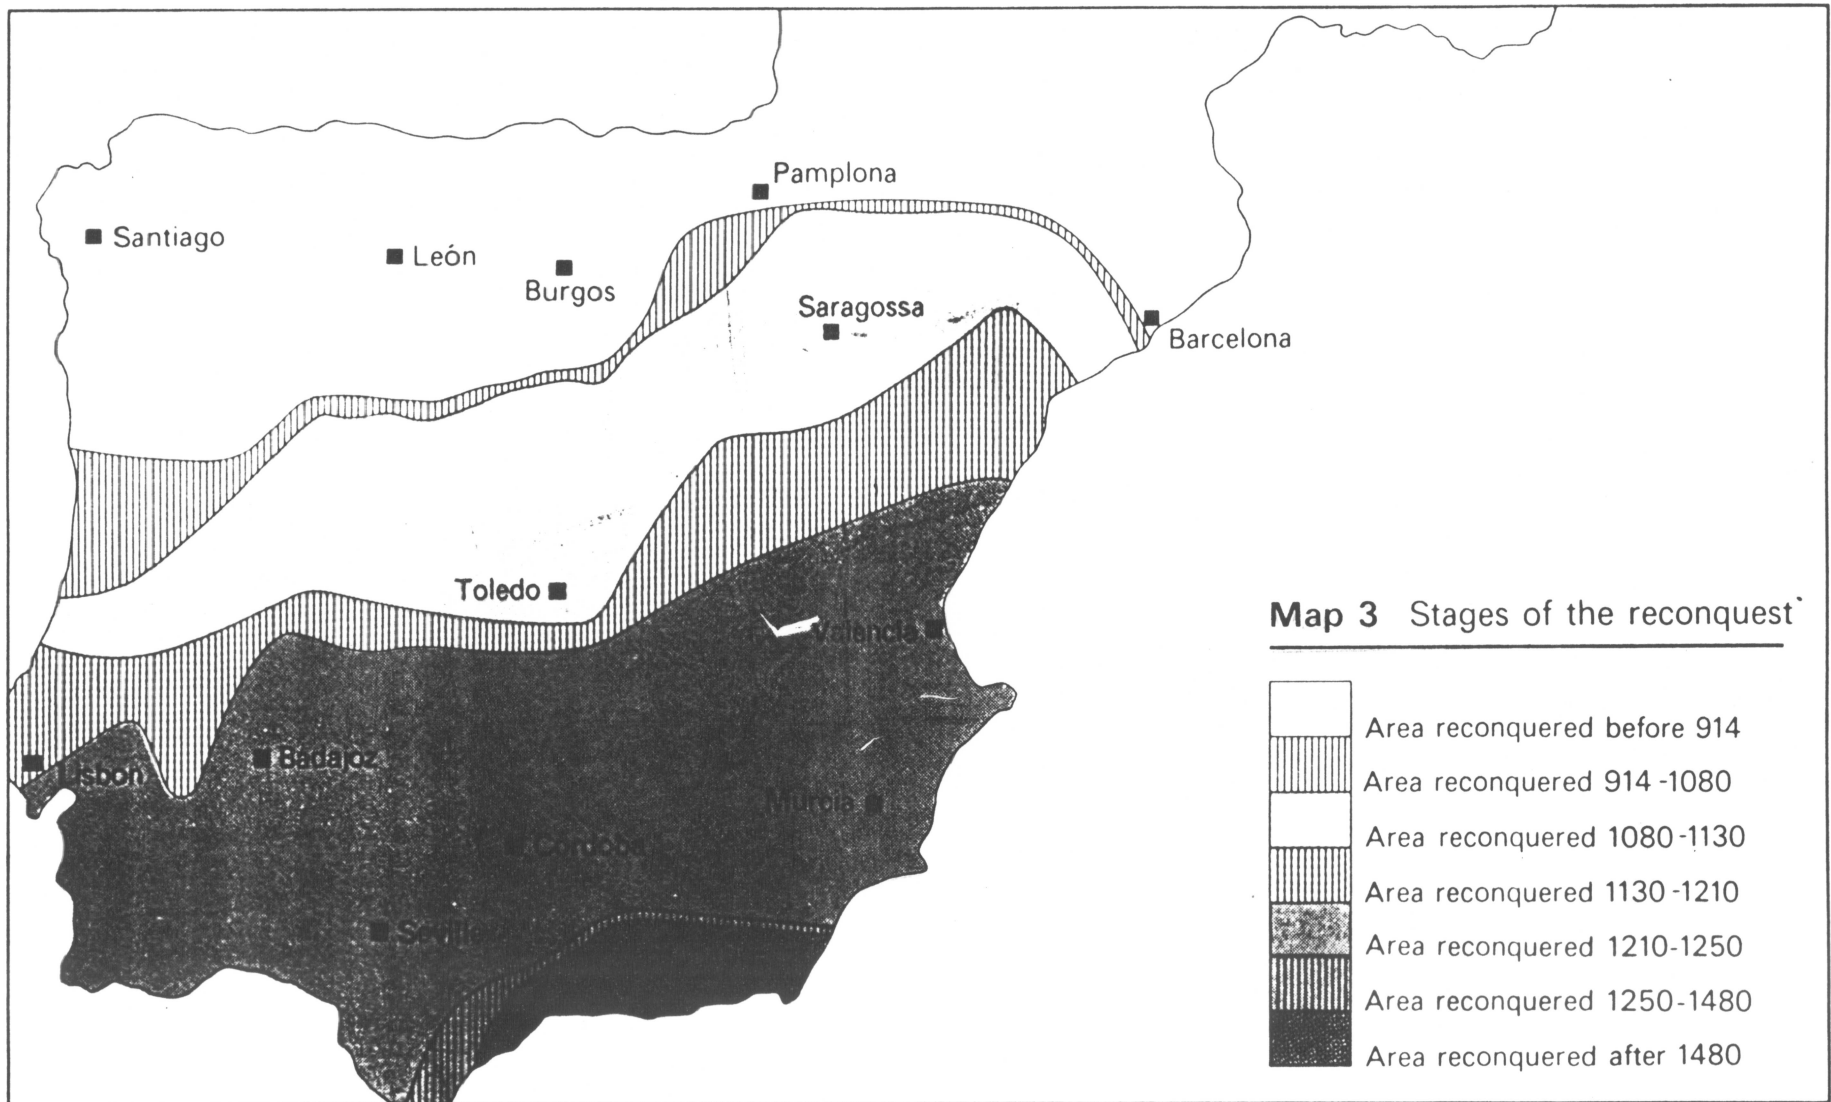 Pamplona
Santiago
León
Burgos
Saragossa
Barcelona
Toledo
Valancia
Lisbon
Badajoz
Murcia
Cordoba
Seville
Map 3 Stages of the reconquest
Area reconquered before 914
Area reconquered 914-1080
Area reconquered 1080-1130
Area reconquered 1130-1210
Area reconquered 1210-1250
Area reconquered 1250-1480
Area reconquered after 1480